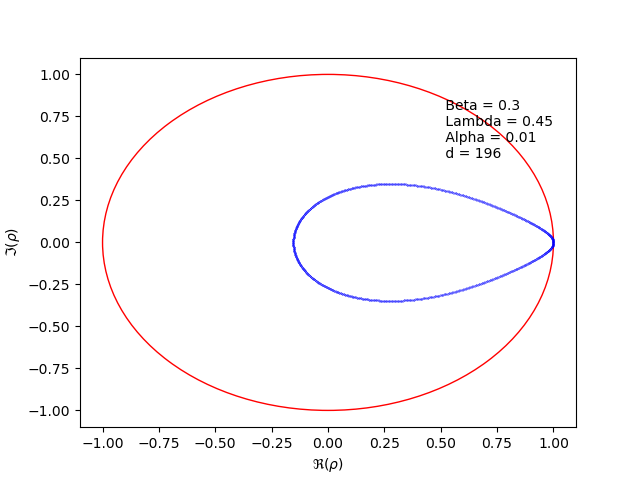 1.00
0.75
0.50
0.25
0.00
−0.25
−0.50
−0.75
−1.00
ℑ(ρ)
Beta = 0.3
Lambda = 0.45
Alpha = 0.01
d = 196
−1.00 −0.75 −0.50 −0.25 0.00 0.25 0.50 0.75 1.00
ℜ(ρ)